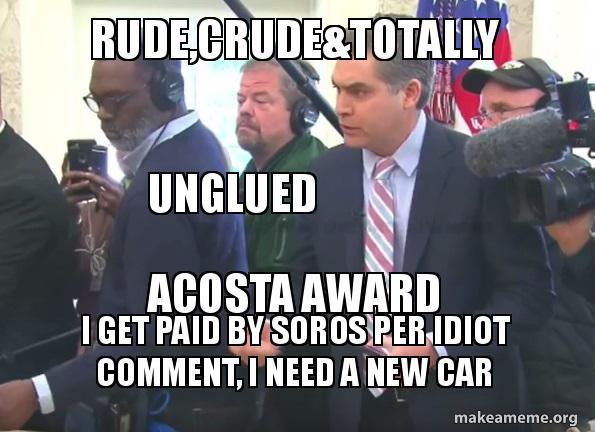 RUDE,CRUDE&TOTALLY
UNGLUED
ACOSTA AWARD
I GET PAID BY SOROS PER IDIOT
COMMENT, I NEED A NEW CAR
makeameme.org